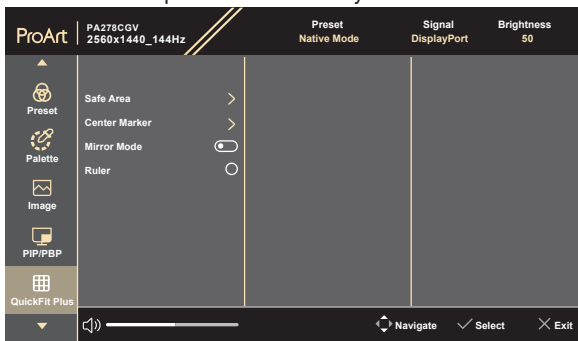 ProArt
PA278CGV
2560x1440_144Hz
Preset
Native Mode
Signal
DisplayPort
Brightness
50
Preset
Palette
Image
PIP/PBP
QuickFit Plus
Safe Area
Center Marker
Mirror Mode
Ruler
Navigate
Select
Exit